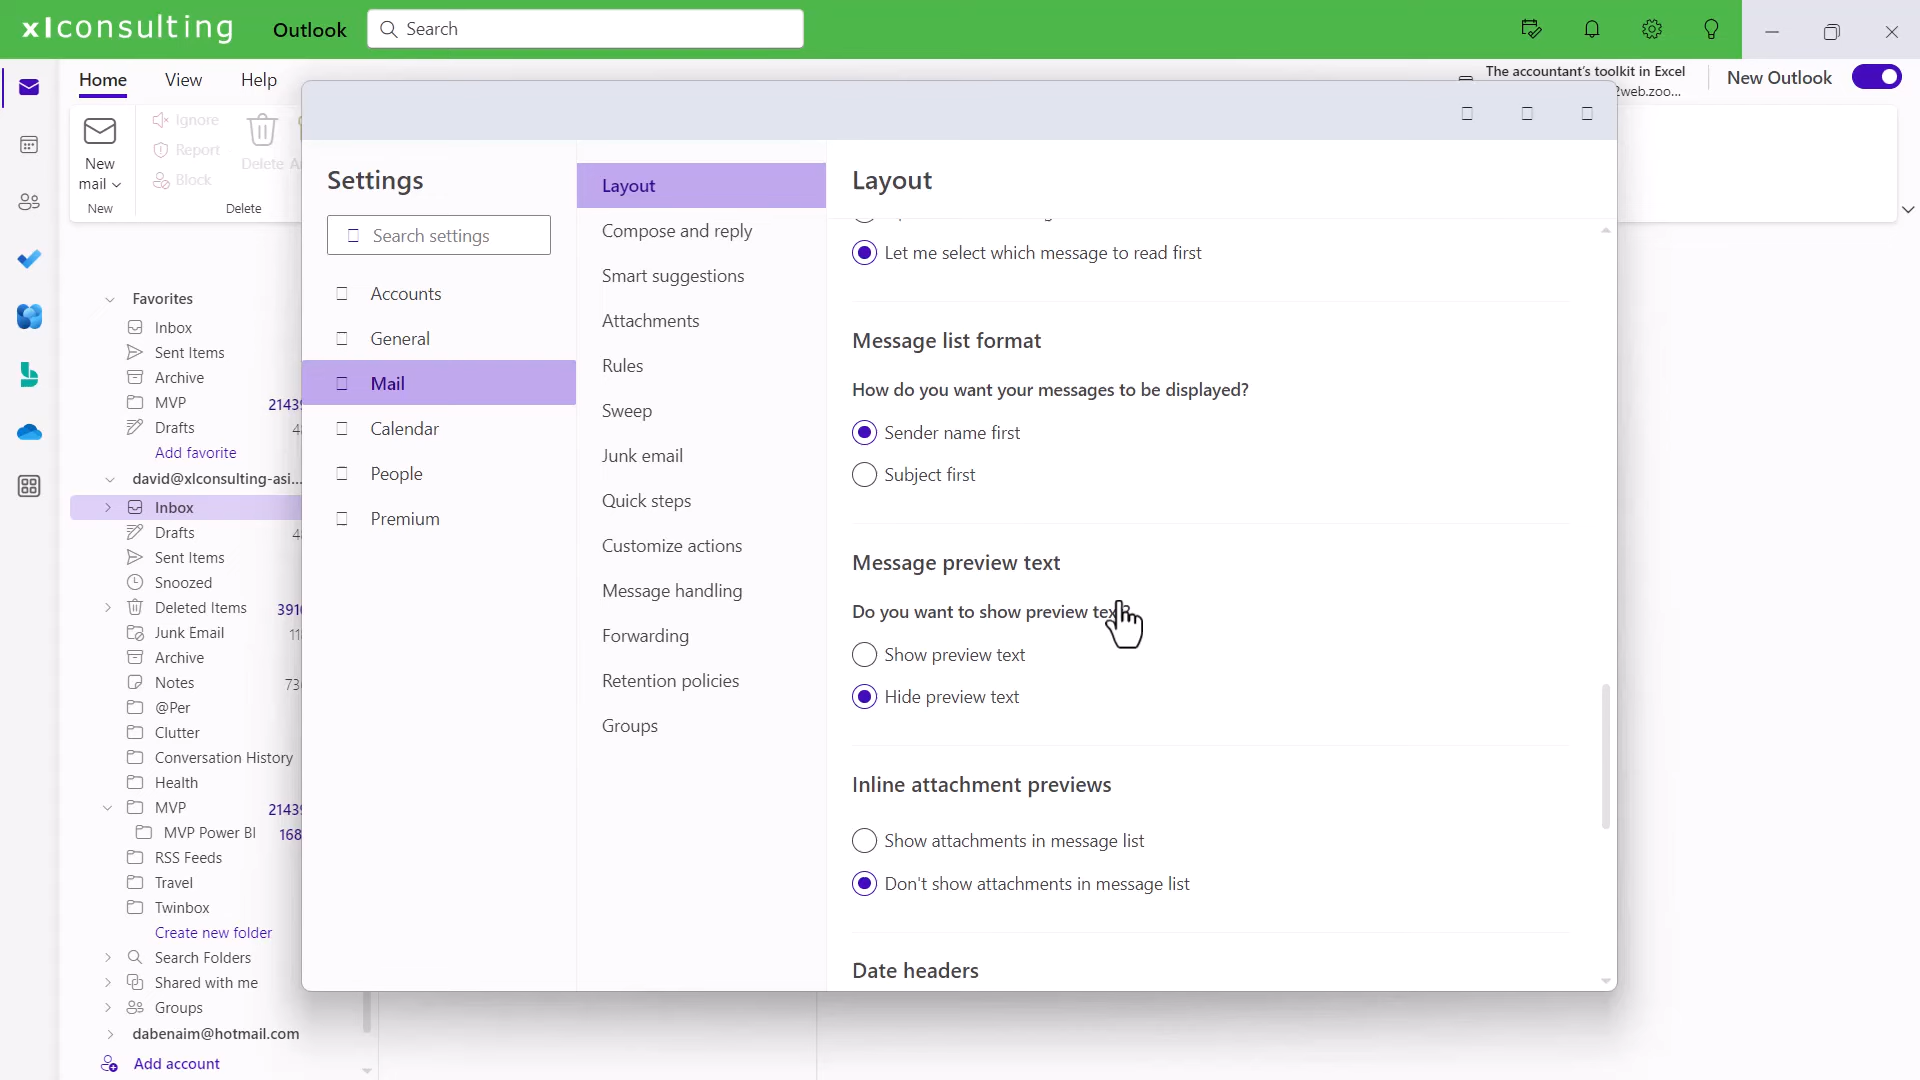 xlconsulting
Outlook
Search
Home
View
Help
The accountant's toolkit in Excel
2web.zoo...
New Outlook
New
mail
New
Ignore
Report
Block
Delete
Delete
Favorites
Inbox
Sent Items
Archive
MVP
Drafts
Add favorite
david@xlconsulting-asi...
Inbox
Drafts
Sent Items
Snoozed
Deleted Items
Junk Email
Archive
Notes
@Per
Clutter
Conversation History
Health
MVP
MVP Power BI
168
RSS Feeds
Travel
Twinbox
Create new folder
Search Folders
Shared with me
Groups
dabenaim@hotmail.com
Add account
Settings
Search settings
Accounts
General
Mail
Calendar
People
Premium
Layout
Compose and reply
Smart suggestions
Attachments
Rules
Sweep
Junk email
Quick steps
Customize actions
Message handling
Forwarding
Retention policies
Groups
Layout
Let me select which message to read first
Message list format
How do you want your messages to be displayed?
Sender name first
Subject first
Message preview text
Do you want to show preview text?
Show preview text
Hide preview text
Inline attachment previews
Show attachments in message list
Don't show attachments in message list
Date headers